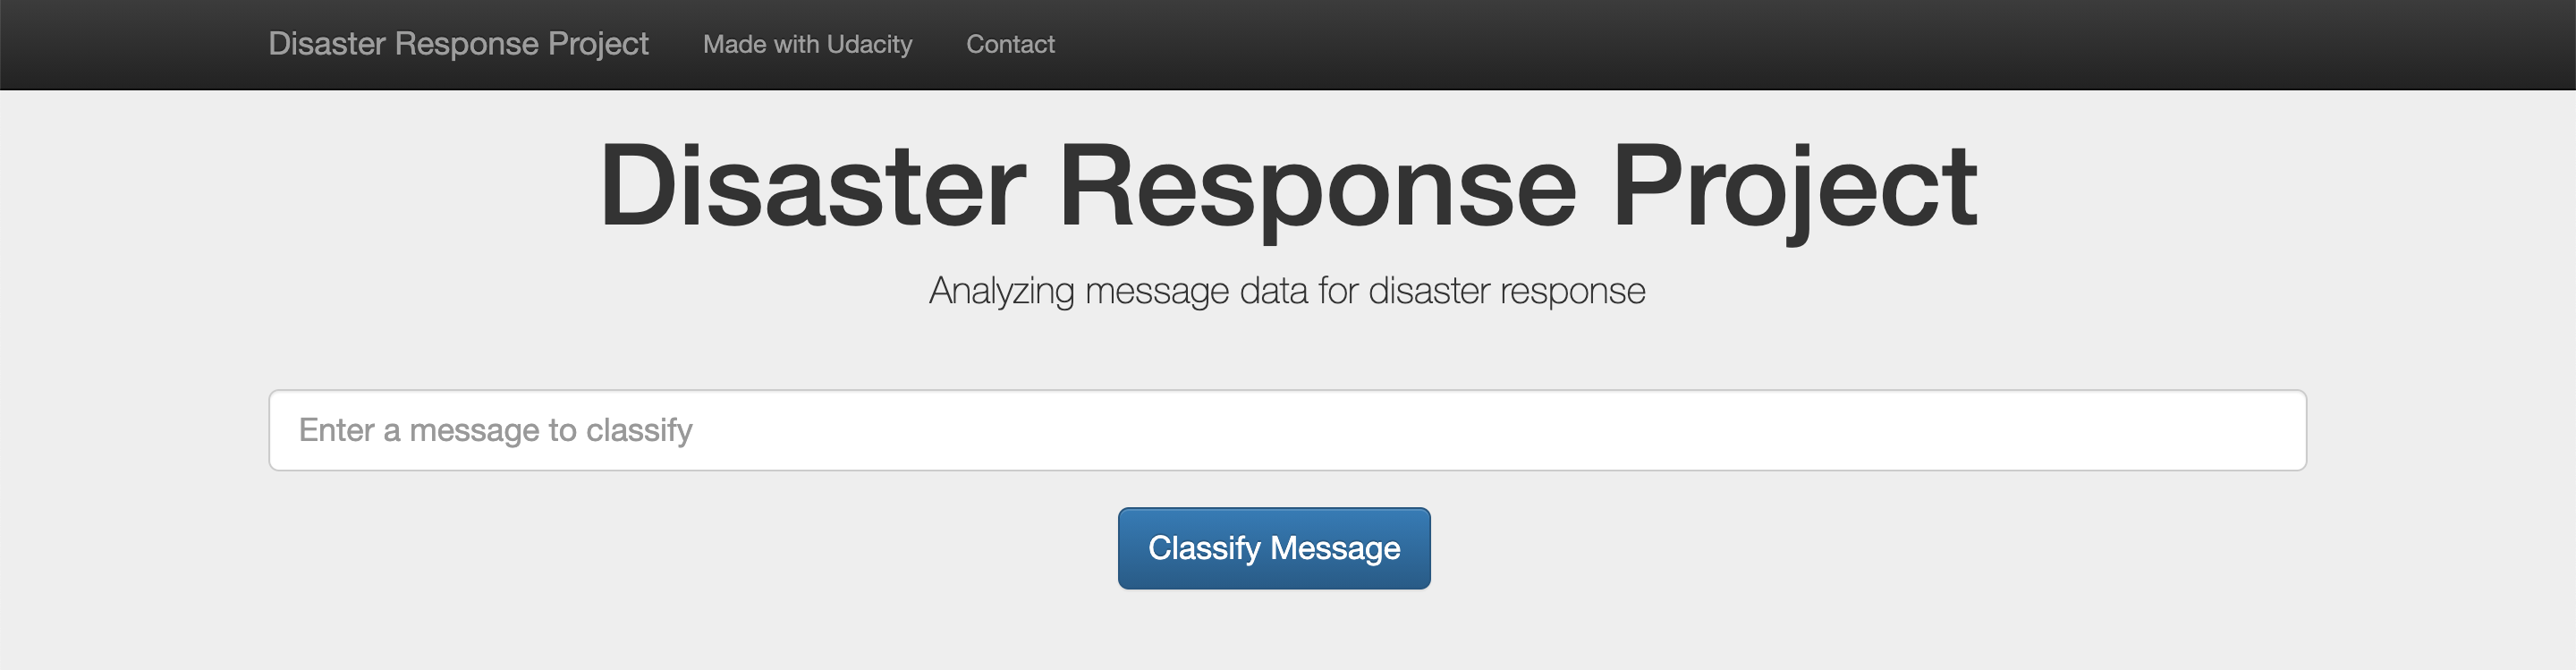 Disaster Response Project Made with Udacity Contact
Disaster Response Project
Analyzing message data for disaster response
Enter a message to classify
Classify Message